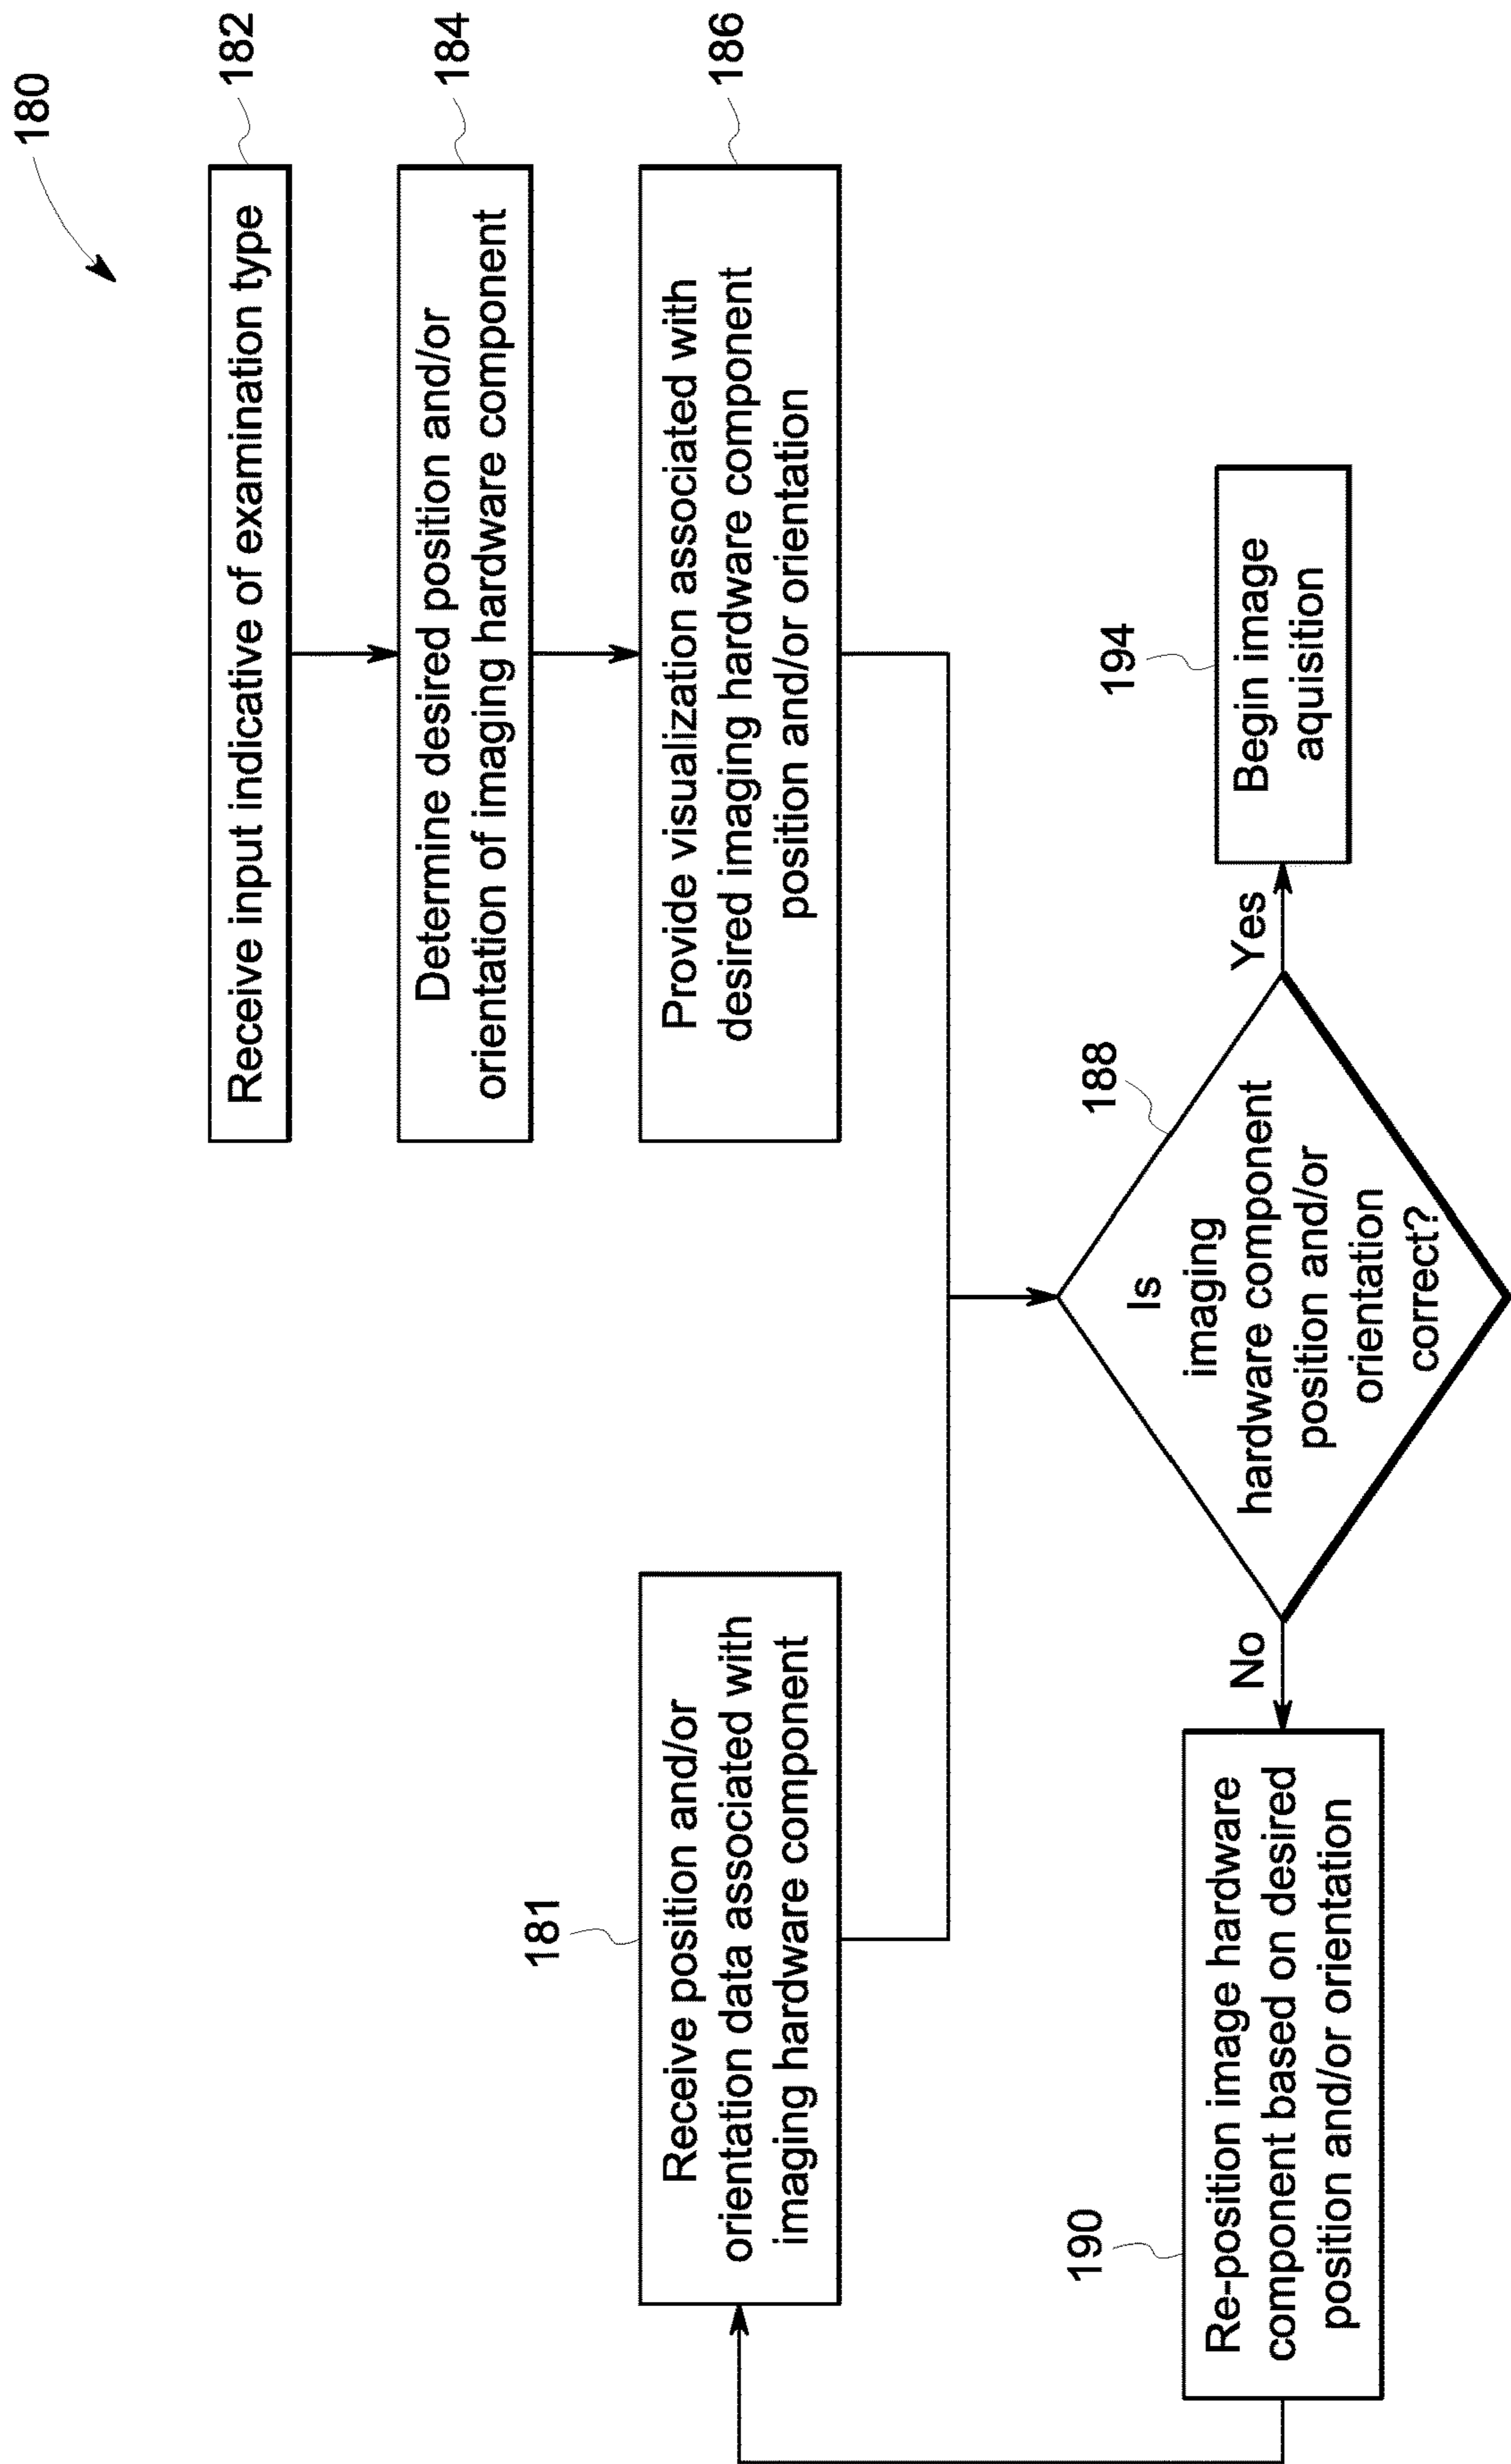 180
182
Receive input indicative of examination type
184
Determine desired position and/or
orientation of imaging hardware component
181
Receive position and/or
orientation data associated with
imaging hardware component
186
Provide visualization associated with
desired imaging hardware component
position and/or orientation
188
Is
imaging
hardware component
position and/or
orientation
correct?
No
Yes
190
Re-position image hardware
component based on desired
position and/or orientation
194
Begin image
aquisition